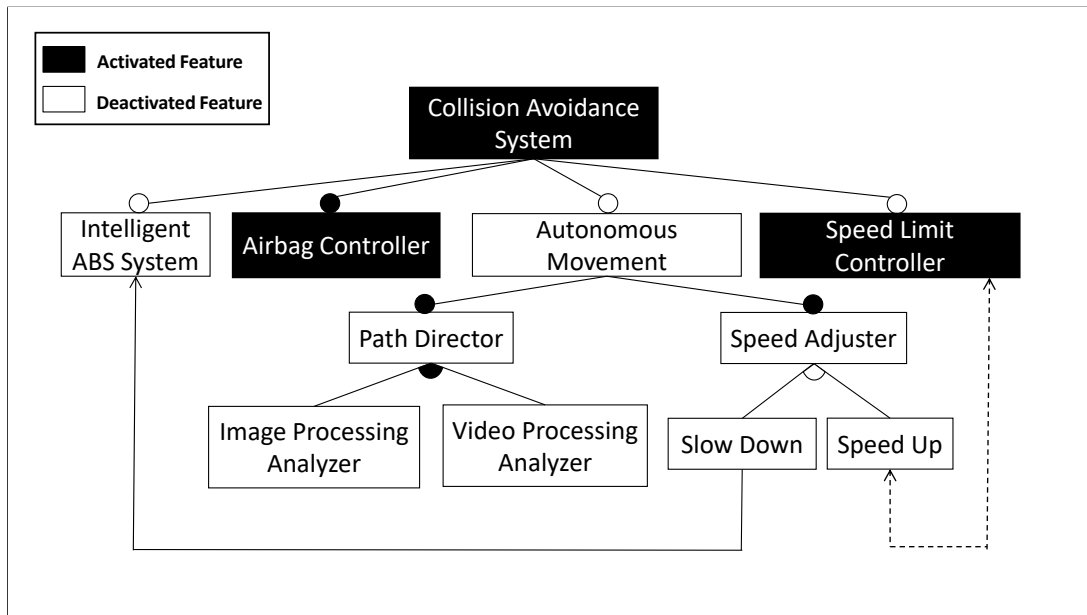 Activated Feature
Deactivated Feature
Collision Avoidance
System
Intelligent
ABS System
Airbag Controller
Autonomous
Movement
Speed Limit
Controller
Path Director
Speed Adjuster
Image Processing
Analyzer
Video Processing
Analyzer
Slow Down
Speed Up